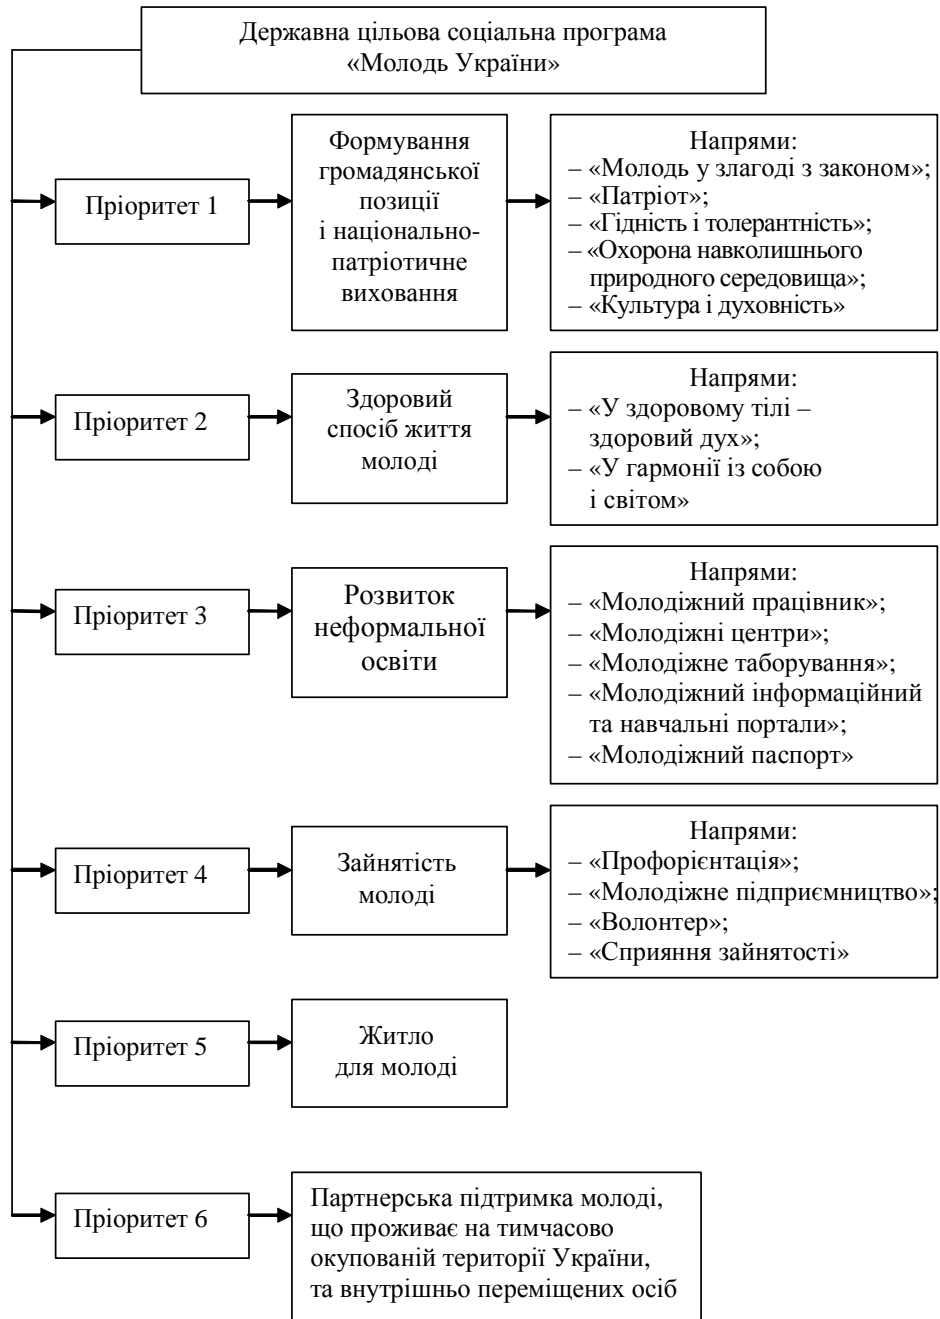 Державна цільова соціальна програма
«Молодь України»
Пріоритет 1
Формування
громадянської
позиції
і національно-
патріотичне
виховання
Напрями:
– «Молодь у злагоді з законом»;
– «Патріот»;
– «Гідність і толерантність»;
– «Охорона навколишнього
природного середовища»;
– «Культура і духовність»
Пріоритет 2
Здоровий
спосіб життя
молоді
Напрями:
– «У здоровому тілі –
здоровий дух»;
– «У гармонії із собою
і світом»
Пріоритет 3
Розвиток
неформальної
освіти
Напрями:
– «Молодіжний працівник»;
– «Молодіжні центри»;
– «Молодіжне таборування»;
– «Молодіжний інформаційний
та навчальні портали»;
– «Молодіжний паспорт»
Пріоритет 4
Зайнятість
молоді
Напрями:
– «Профорієнтація»;
– «Молодіжне підприємництво»;
– «Волонтер»;
– «Сприяння зайнятості»
Пріоритет 5
Житло
для молоді
Пріоритет 6
Партнерська підтримка молоді,
що проживає на тимчасово
окупованій території України,
та внутрішньо переміщених осіб